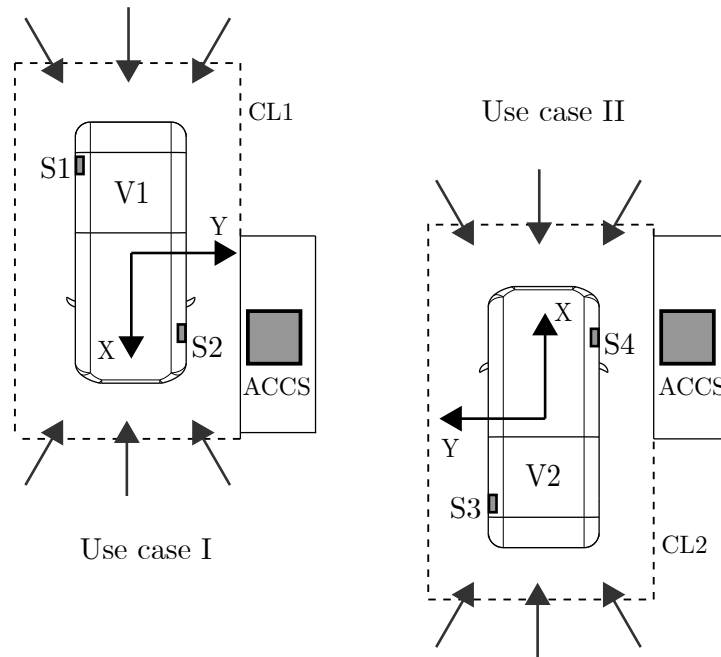 CL1
S1
V1
Y
X
S2
ACCS
Use case I
Use case II
X
S4
ACCS
Y
V2
S3
CL2